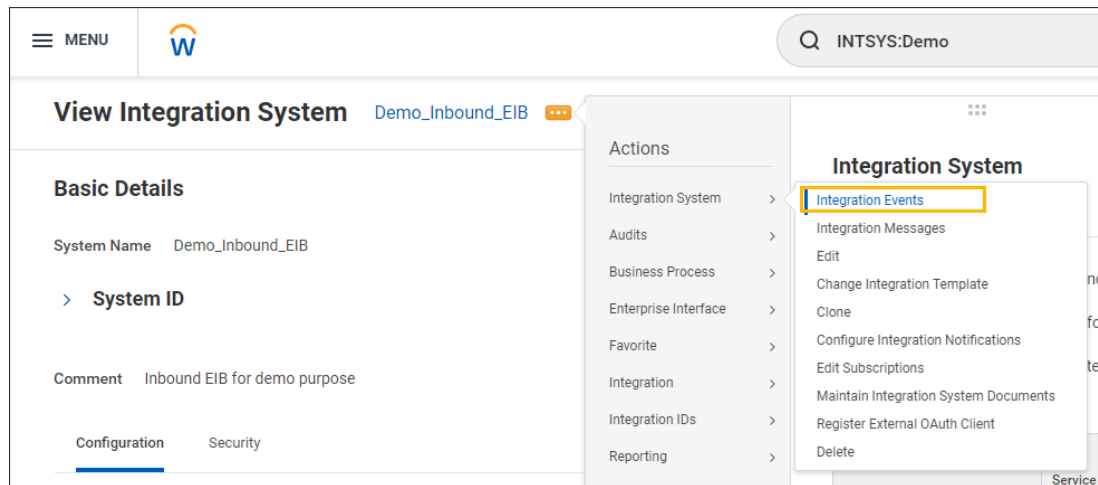 MENU
INTSYS:Demo
View Integration System Demo_Inbound_EIB
Basic Details
System Name Demo_Inbound_EIB
System ID
Comment Inbound EIB for demo purpose
Configuration Security
Actions
Integration System
Audits
Business Process
Enterprise Interface
Favorite
Integration
Integration IDs
Reporting
Integration System
Integration Events
Integration Messages
Edit
Change Integration Template
Clone
Configure Integration Notifications
Edit Subscriptions
Maintain Integration System Documents
Register External OAuth Client
Delete
Service